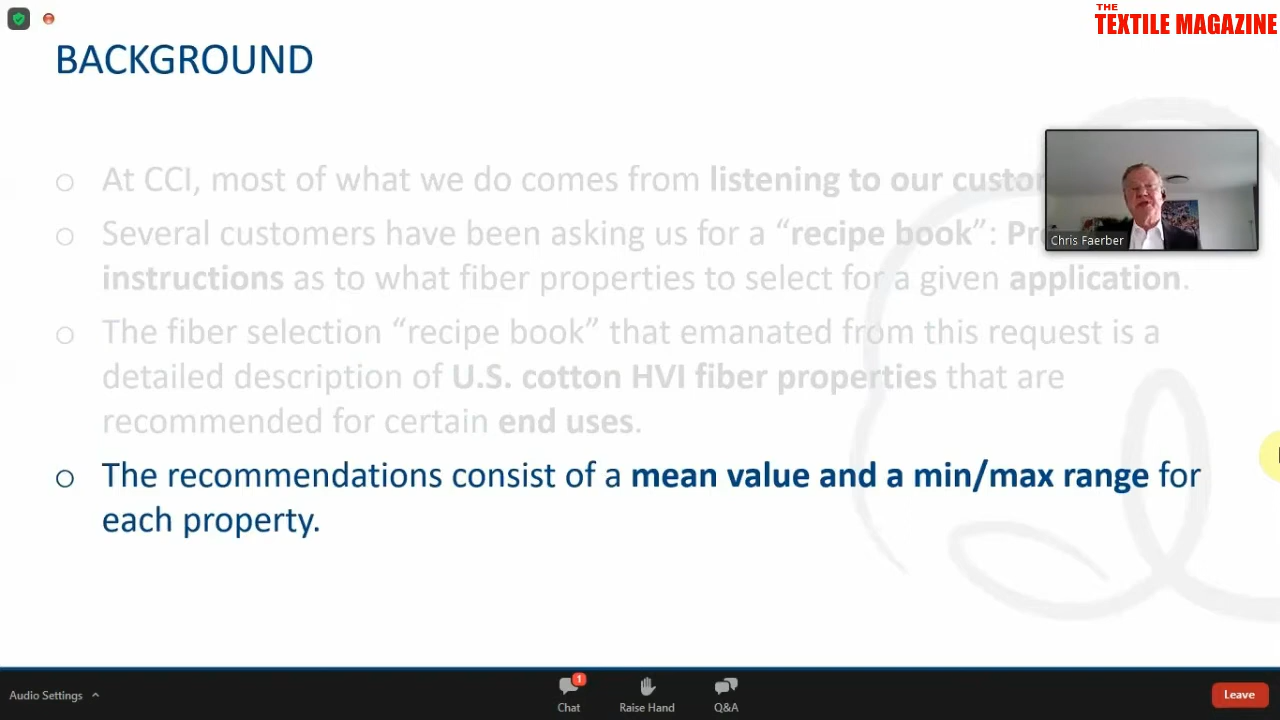 THE
TEXTILE MAGAZINE
BACKGROUND
At CCI, most of what we do comes from listening to our
Several customers have been asking us for a “recipe book”:
instructions as to what fiber properties to select for a given application.
The fiber selection “recipe book” that emanated from this request is a
detailed description of U.S. cotton HVI fiber properties that are
recommended for certain end uses.
The recommendations consist of a mean value and a min/max range for
each property.
Chris Faerber
Audio Settings
1
Chat
Raise Hand
Q&A
Leave